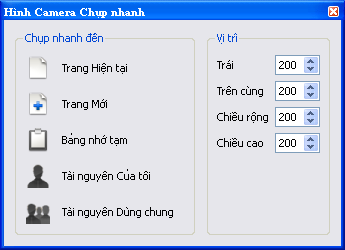 Hình Camera Chụp nhanh
Chụp nhanh đến
Trang Hiện tại
Trang Mới
Bảng nhớ tạm
Tài nguyên Của tôi
Tài nguyên Dùng chung
Vị trí
Trái 200
Trên cùng 200
Chiều rộng 200
Chiều cao 200